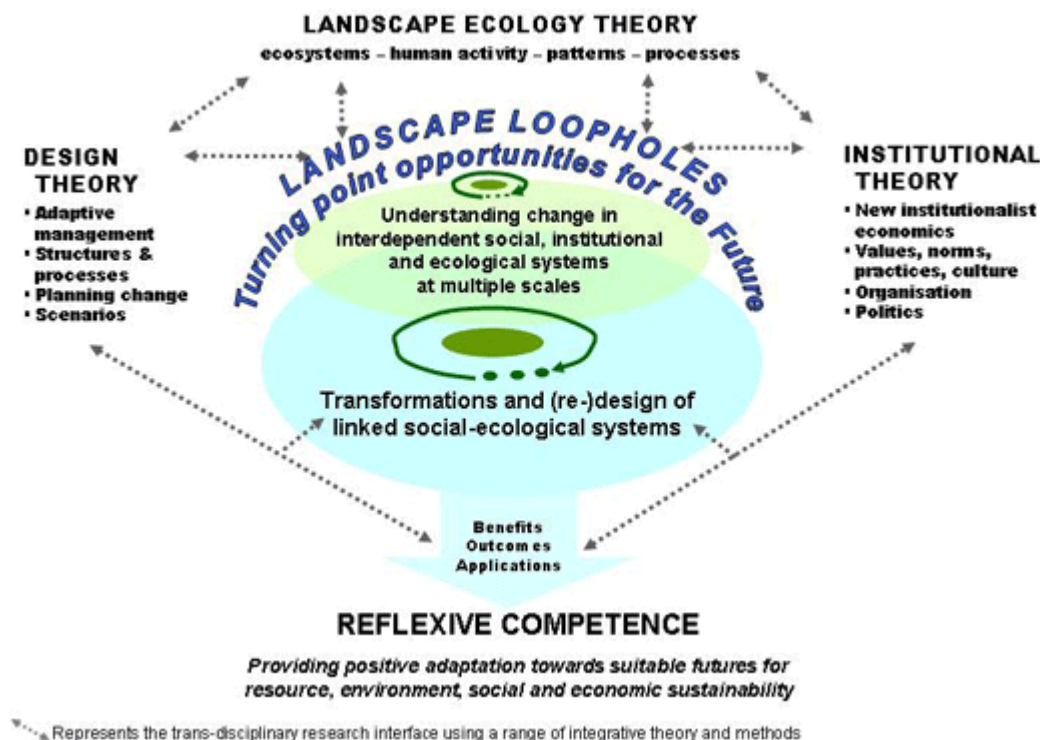 LANDSCAPE ECOLOGY THEORY
ecosystems – human activity – patterns – processes
LANDSCAPE LOOPHOLES
Turning point opportunities for the Future
DESIGN
THEORY
▪ Adaptive
management
▪ Structures &
processes
▪ Planning change
▪ Scenarios
INSTITUTIONAL
THEORY
▪ New institutionalist
economics
▪ Values, norms,
practices, culture
▪ Organisation
▪ Politics
Understanding change in
interdependent social, institutional
and ecological systems
at multiple scales
Transformations and (re-)design of
linked social-ecological systems
Benefits
Outcomes
Applications
REFLEXIVE COMPETENCE
Providing positive adaptation towards suitable futures for
resource, environment, social and economic sustainability
Represents the trans-disciplinary research interface using a range of integrative theory and methods